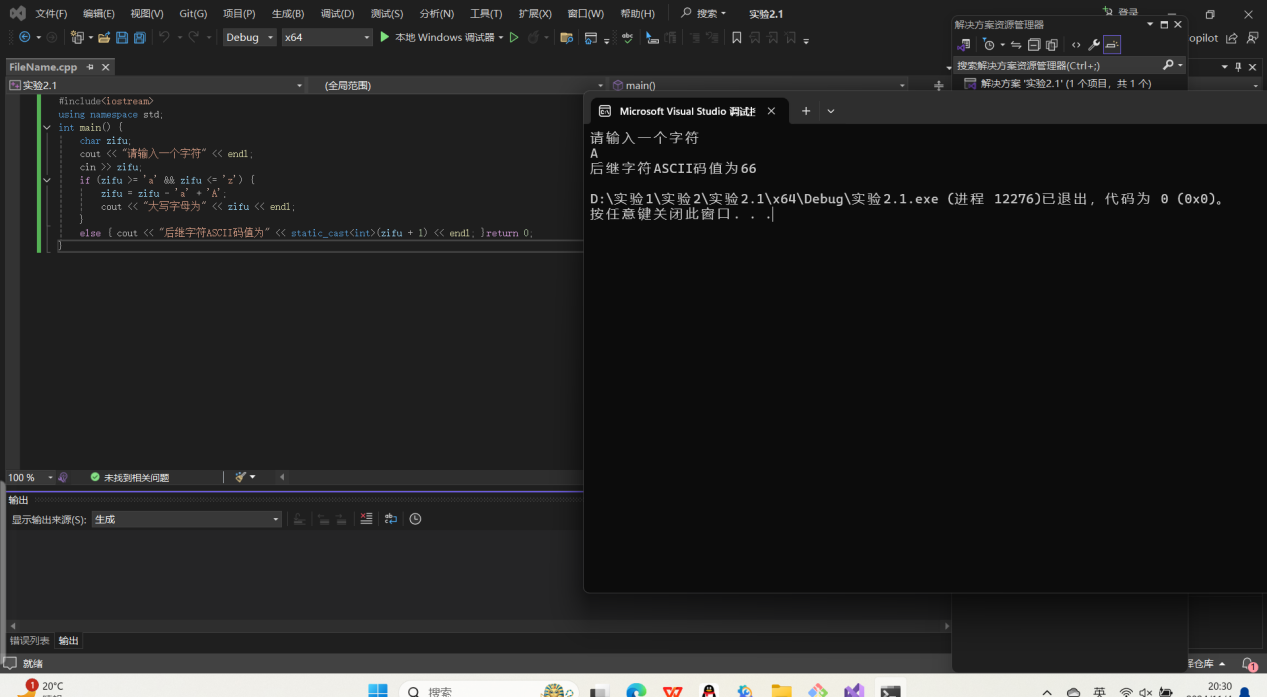 文件(F) 编辑(E) 视图(V) Git(G) 项目(P) 生成(B) 调试(D) 测试(S) 分析(N) 工具(T) 扩展(X) 窗口(W) 帮助(H) 搜索 实验2.1 登录
Debug x64 本地 Windows 调试器
opilot
解决方案资源管理器
搜索解决方案资源管理器(Ctrl+;)
解决方案 '实验2.1' (1 个项目，共 1 个)
FileName.cpp
实验2.1 (全局范围) main()
#include<iostream>
using namespace std;
int main() {
char zifu;
cout << "请输入一个字符" << endl;
cin >> zifu;
if (zifu >= 'a' && zifu <= 'z') {
zifu = zifu - 'a' + 'A';
cout << "大写字母为" << zifu << endl;
}
else { cout << "后继字符ASCII码值为" << static_cast<int>(zifu + 1) << endl; }return 0;
}
Microsoft Visual Studio 调试
请输入一个字符
A
后继字符ASCII码值为66
D:\实验1\实验2\实验2.1\x64\Debug\实验2.1.exe (进程 12276)已退出，代码为 0 (0x0)。
按任意键关闭此窗口. . .
100 % 未找到相关问题
输出
显示输出来源(S): 生成
错误列表 输出
就绪
仓库
1
1
20°C
搜索
英
20:30